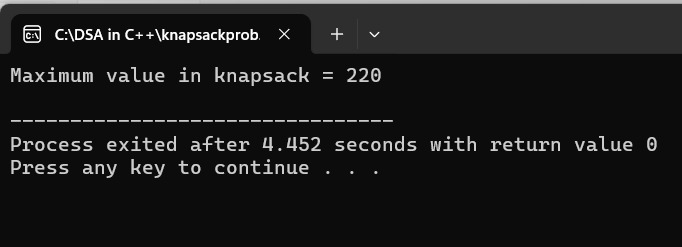 C:\DSA in C++\knapsackprob.
Maximum value in knapsack = 220
--------------------------------
Process exited after 4.452 seconds with return value 0
Press any key to continue . . .